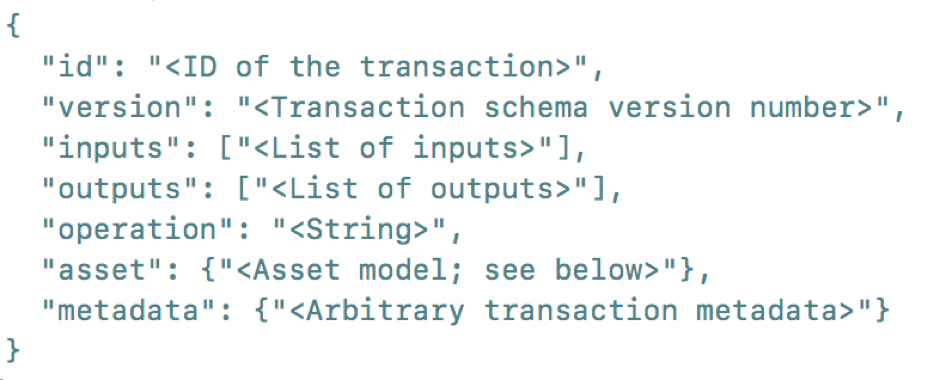 {
"id": "<ID of the transaction>",
"version": "<Transaction schema version number>",
"inputs": ["<List of inputs>"],
"outputs": ["<List of outputs>"],
"operation": "<String>",
"asset": {"<Asset model; see below>"},
"metadata": {"<Arbitrary transaction metadata>"}
}